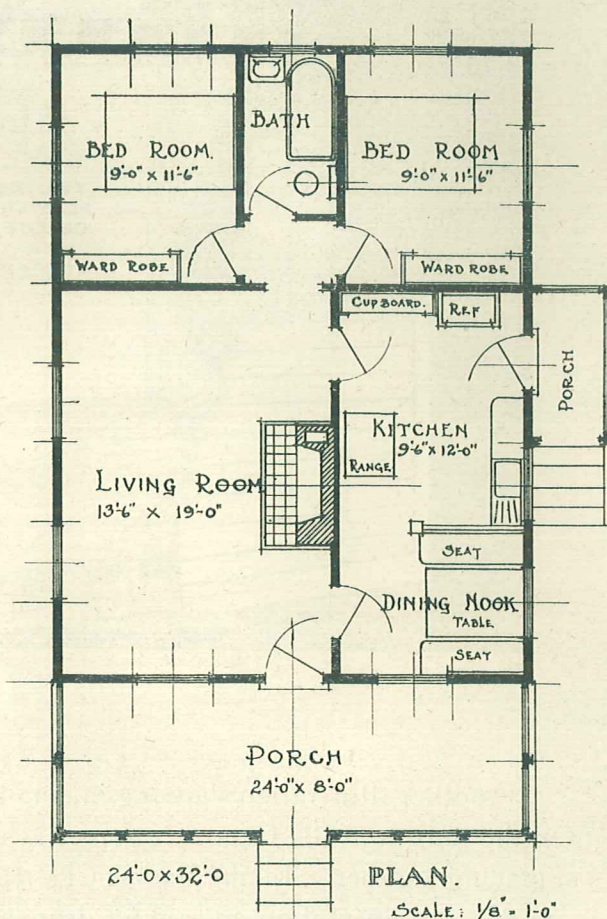 BATH
BED ROOM.
9'-0" x 11'-6"
BED ROOM
9'-0" x 11'-6"
WARD ROBE
WARD ROBE
CUPBOARD.
REF
PORCH
KITCHEN
9'-6" x 12'-0"
RANGE
LIVING ROOM
13'-6" x 19'-0"
SEAT
DINING NOOK
TABLE
SEAT
PORCH
24'-0" x 8'-0"
24'-0 x 32'-0
PLAN.
SCALE: 1/8" = 1'-0"